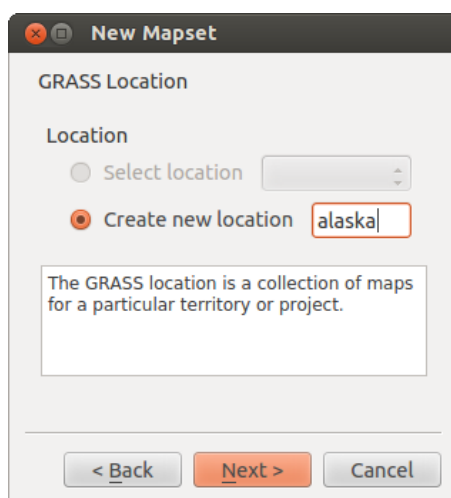 New Mapset
GRASS Location
Location
Select location
Create new location alaska
The GRASS location is a collection of maps
for a particular territory or project.
< Back Next > Cancel